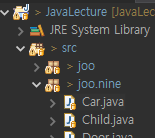 JavaLecture [JavaLec
JRE System Library
src
joo
joo.nine
Car.java
Child.java
Door.java